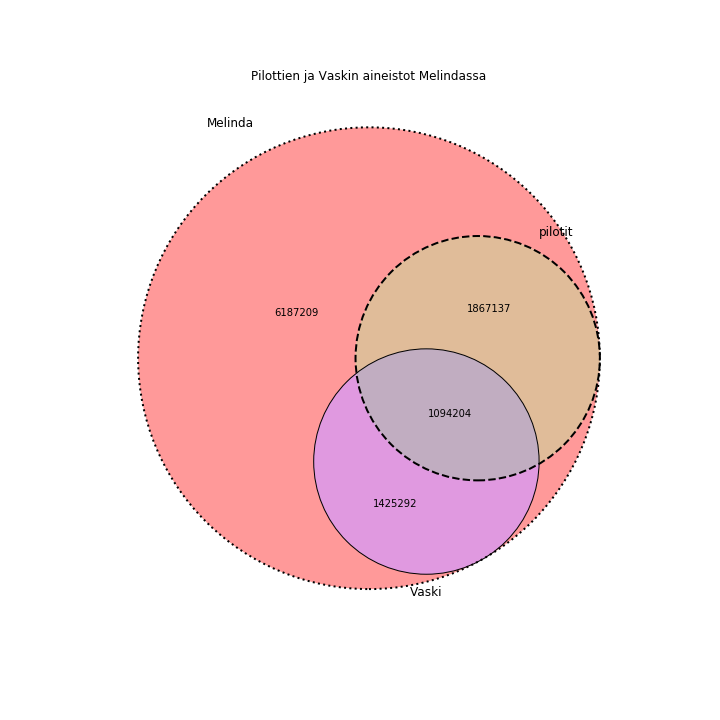 Pilottien ja Vaskin aineistot Melindassa
Melinda
pilotit
6187209
1867137
1094204
1425292
Vaski